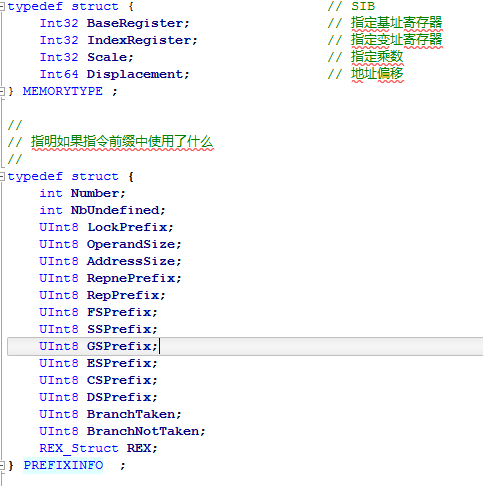 typedef struct {                        // SIB
    Int32 BaseRegister;                 // 指定基址寄存器
    Int32 IndexRegister;                // 指定变址寄存器
    Int32 Scale;                        // 指定乘数
    Int64 Displacement;                 // 地址偏移
} MEMORYTYPE ;
//
// 指明如果指令前缀中使用了什么
//
typedef struct {
    int Number;
    int NbUndefined;
    UInt8 LockPrefix;
    UInt8 OperandSize;
    UInt8 AddressSize;
    UInt8 RepnePrefix;
    UInt8 RepPrefix;
    UInt8 FSPrefix;
    UInt8 SSPrefix;
    UInt8 GSPrefix;
    UInt8 ESPrefix;
    UInt8 CSPrefix;
    UInt8 DSPrefix;
    UInt8 BranchTaken;
    UInt8 BranchNotTaken;
    REX_Struct REX;
} PREFIXINFO  ;